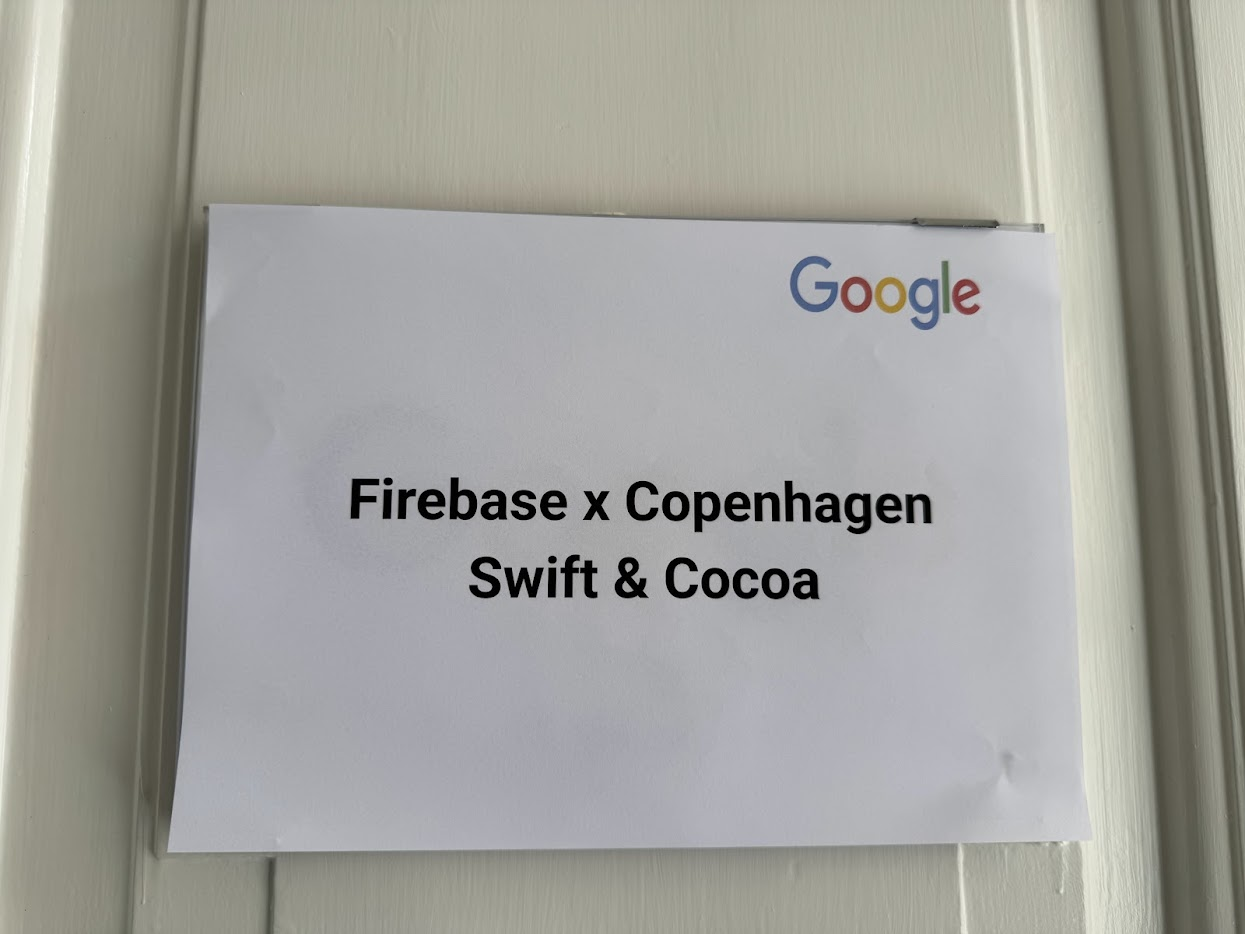 Google
Firebase x Copenhagen
Swift & Cocoa